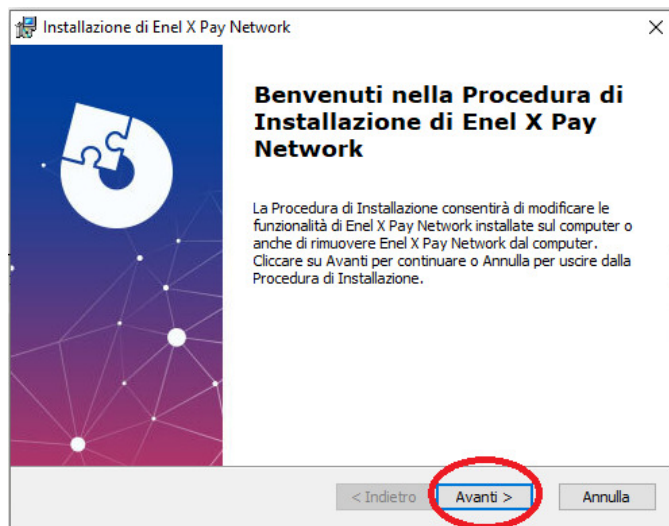 Installazione di Enel X Pay Network
Benvenuti nella Procedura di
Installazione di Enel X Pay
Network
La Procedura di Installazione consentirà di modificare le
funzionalità di Enel X Pay Network installate sul computer o
anche di rimuovere Enel X Pay Network dal computer.
Cliccare su Avanti per continuare o Annulla per uscire dalla
Procedura di Installazione.
< Indietro Avanti > Annulla